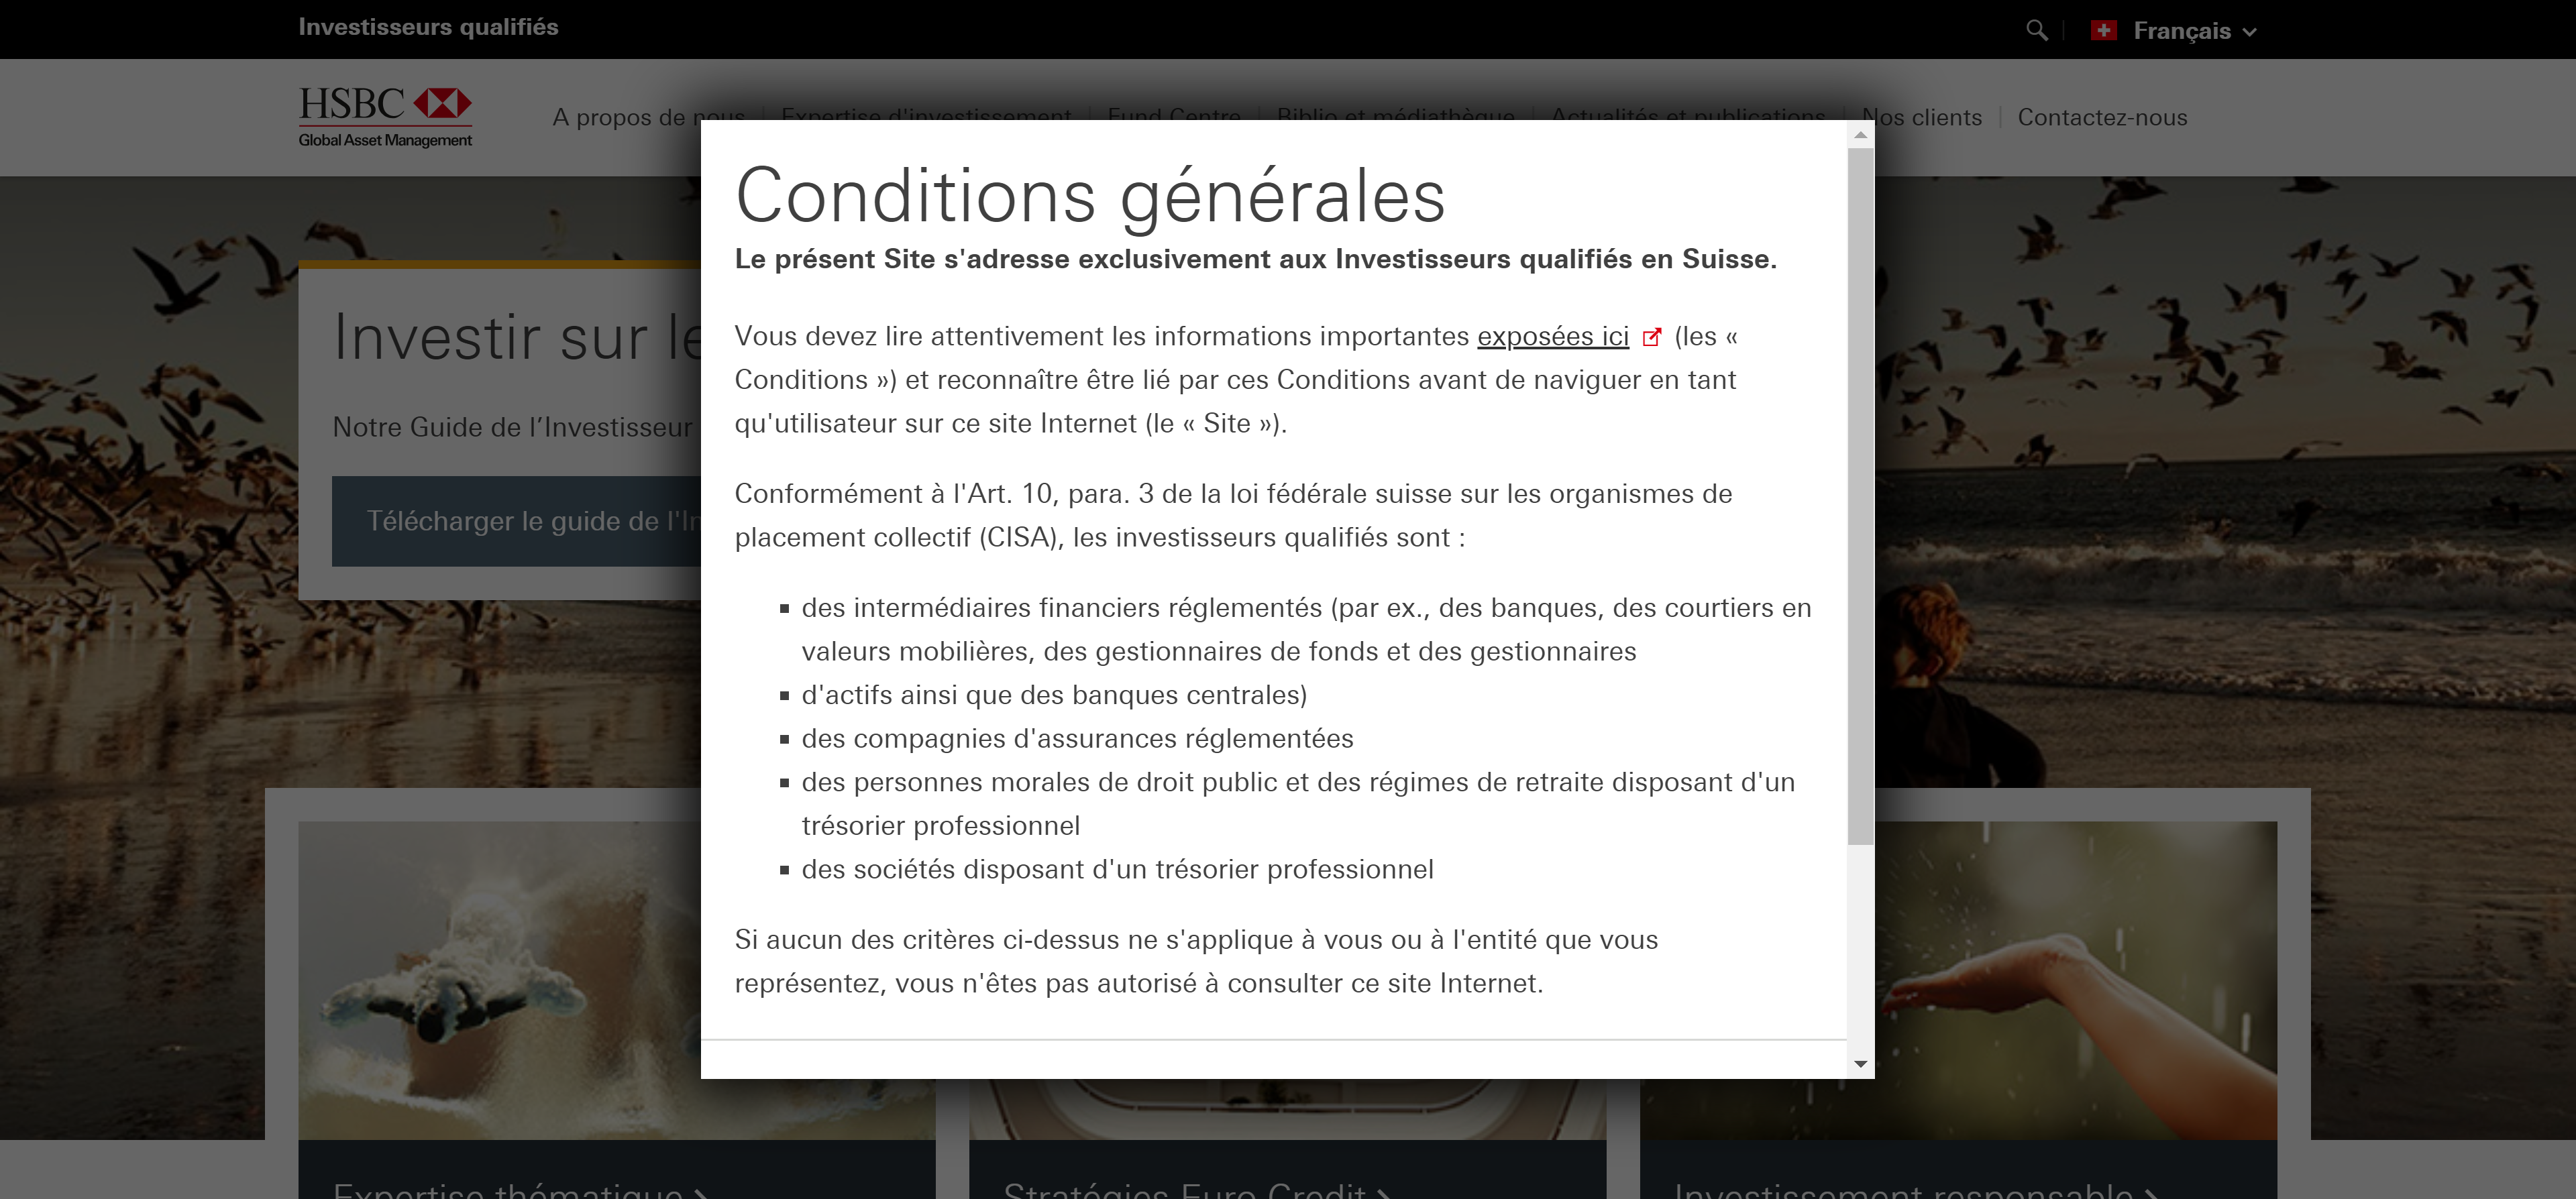 Investisseurs qualifiés
Français
HSBC
Global Asset Management
A propos de nous
Expertise d'investissement
Fund Centre
Biblio et médiathèque
Actualités et publications
Nos clients
Contactez-nous
Investir sur le
Notre Guide de l’Investisseur
Télécharger le guide de l'In
Conditions générales
Le présent Site s'adresse exclusivement aux Investisseurs qualifiés en Suisse.
Vous devez lire attentivement les informations importantes exposées ici (les «
Conditions ») et reconnaître être lié par ces Conditions avant de naviguer en tant
qu'utilisateur sur ce site Internet (le « Site »).
Conformément à l'Art. 10, para. 3 de la loi fédérale suisse sur les organismes de
placement collectif (CISA), les investisseurs qualifiés sont :
des intermédiaires financiers réglementés (par ex., des banques, des courtiers en
valeurs mobilières, des gestionnaires de fonds et des gestionnaires
d'actifs ainsi que des banques centrales)
des compagnies d'assurances réglementées
des personnes morales de droit public et des régimes de retraite disposant d'un
trésorier professionnel
des sociétés disposant d'un trésorier professionnel
Si aucun des critères ci-dessus ne s'applique à vous ou à l'entité que vous
représentez, vous n'êtes pas autorisé à consulter ce site Internet.
Expertise thématique
Stratégies Euro Credit
Investissement responsable